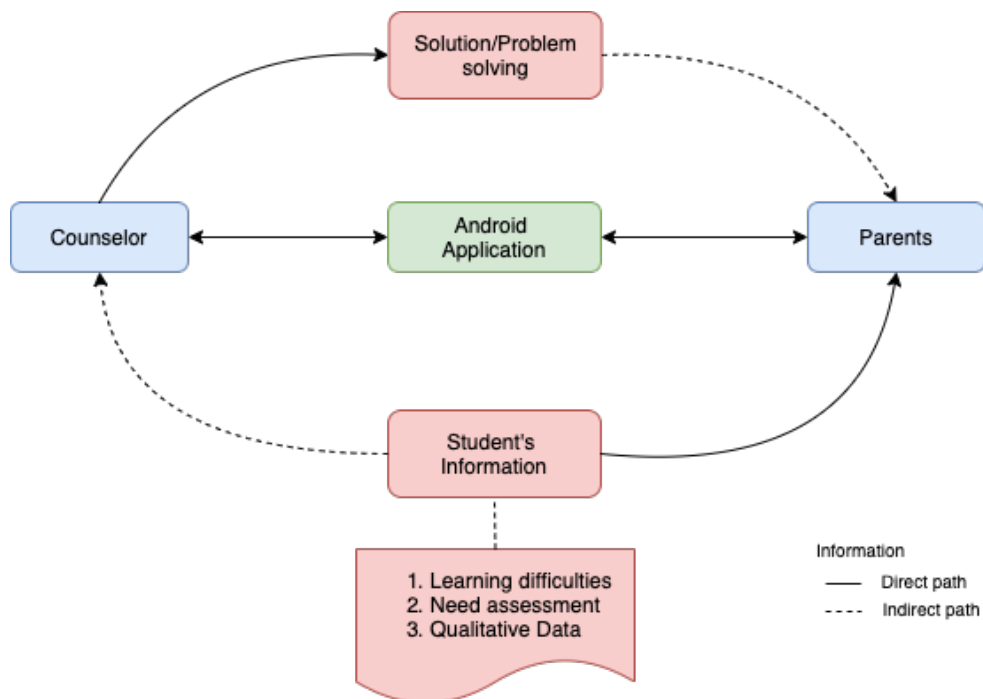 Solution/Problem
solving
Counselor
Android
Application
Parents
Student's
Information
1. Learning difficulties
2. Need assessment
3. Qualitative Data
Information
Direct path
Indirect path